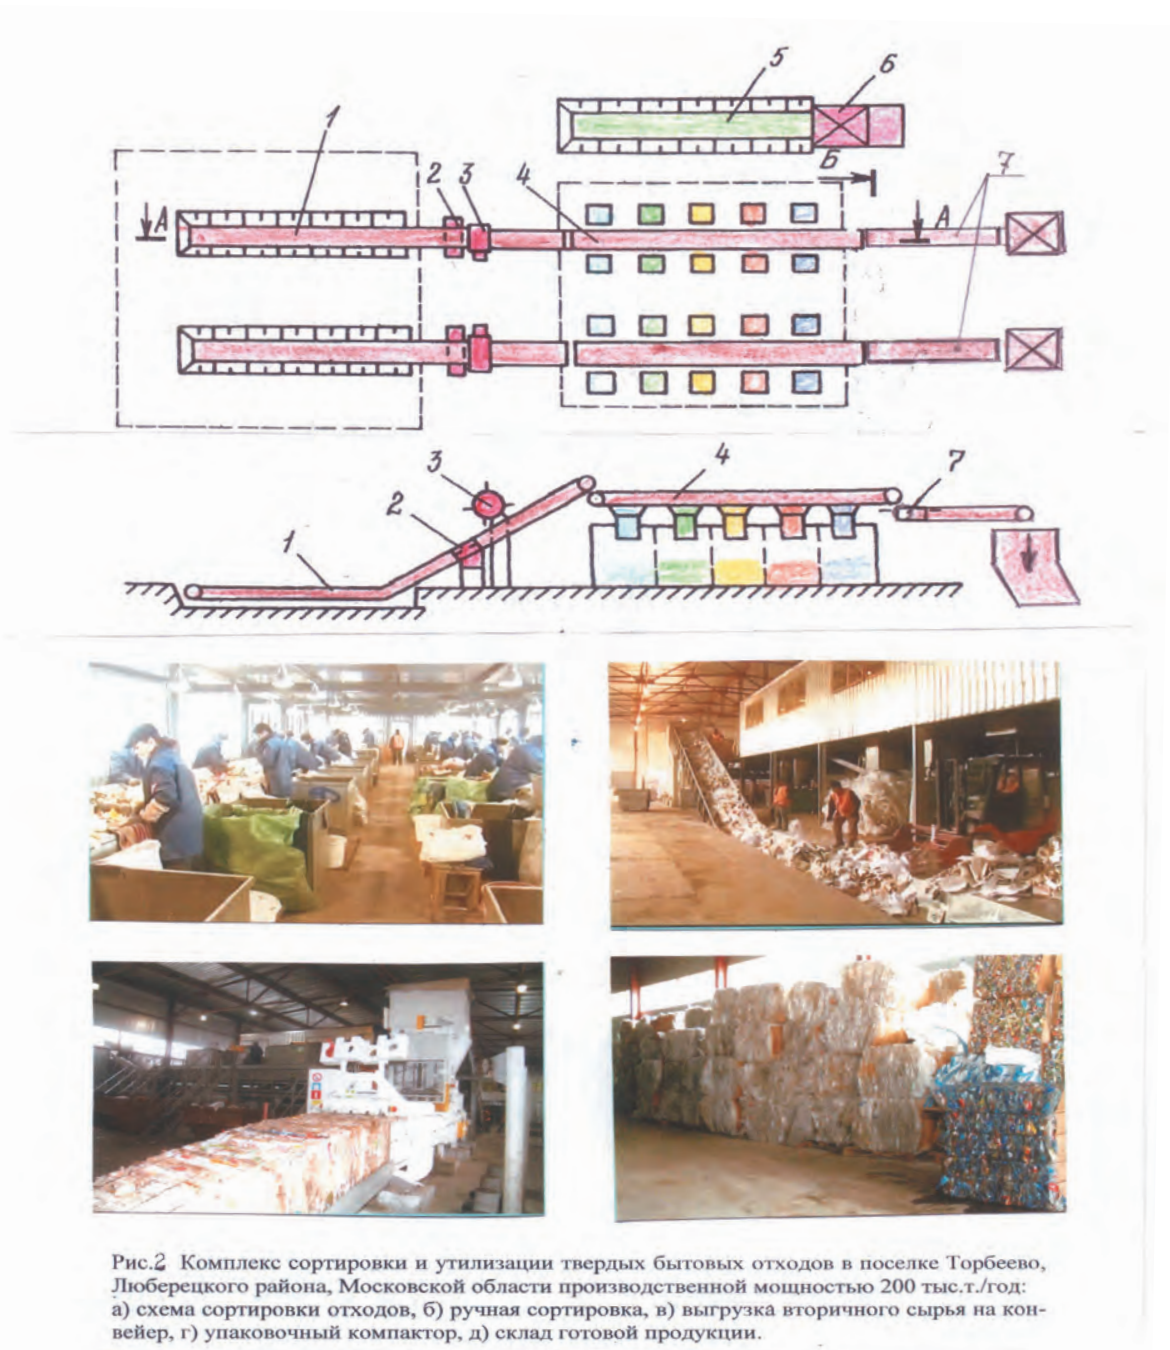 5
6
1
Б
7
2 3
4
А
А
3
4
7
2
1
Рис.2 Комплекс сортировки и утилизации твердых бытовых отходов в поселке Торбеево,
Люберецкого района, Московской области производственной мощностью 200 тыс.т./год:
а) схема сортировки отходов, б) ручная сортировка, в) выгрузка вторичного сырья на кон-
вейер, г) упаковочный компактор, д) склад готовой продукции.